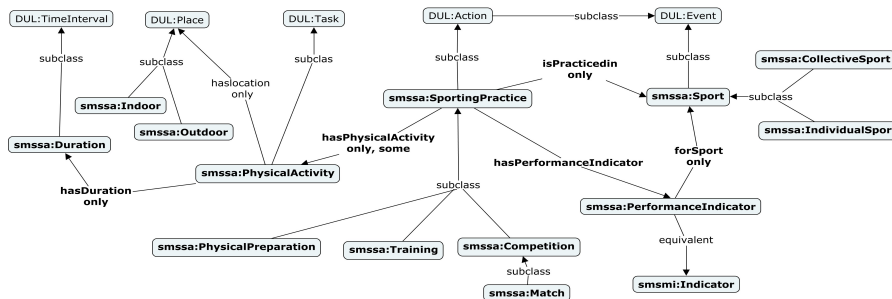 DUL:TimeInterval
DUL:Place
DUL:Task
DUL:Action
subclass
DUL:Event
subclass
subclass
haslocation
only
subclas
subclass
isPracticedin
only
subclass
smssa:CollectiveSport
smssa:Indoor
smssa:Outdoor
smssa:SportingPractice
smssa:Sport
subclass
smssa:IndividualSport
smssa:Duration
hasPhysicalActivity
only, some
hasPerformanceIndicator
forSport
only
smssa:PhysicalActivity
hasDuration
only
subclass
smssa:PerformanceIndicator
smssa:PhysicalPreparation
smssa:Training
smssa:Competition
equivalent
subclass
smssa:Match
smsmi:Indicator